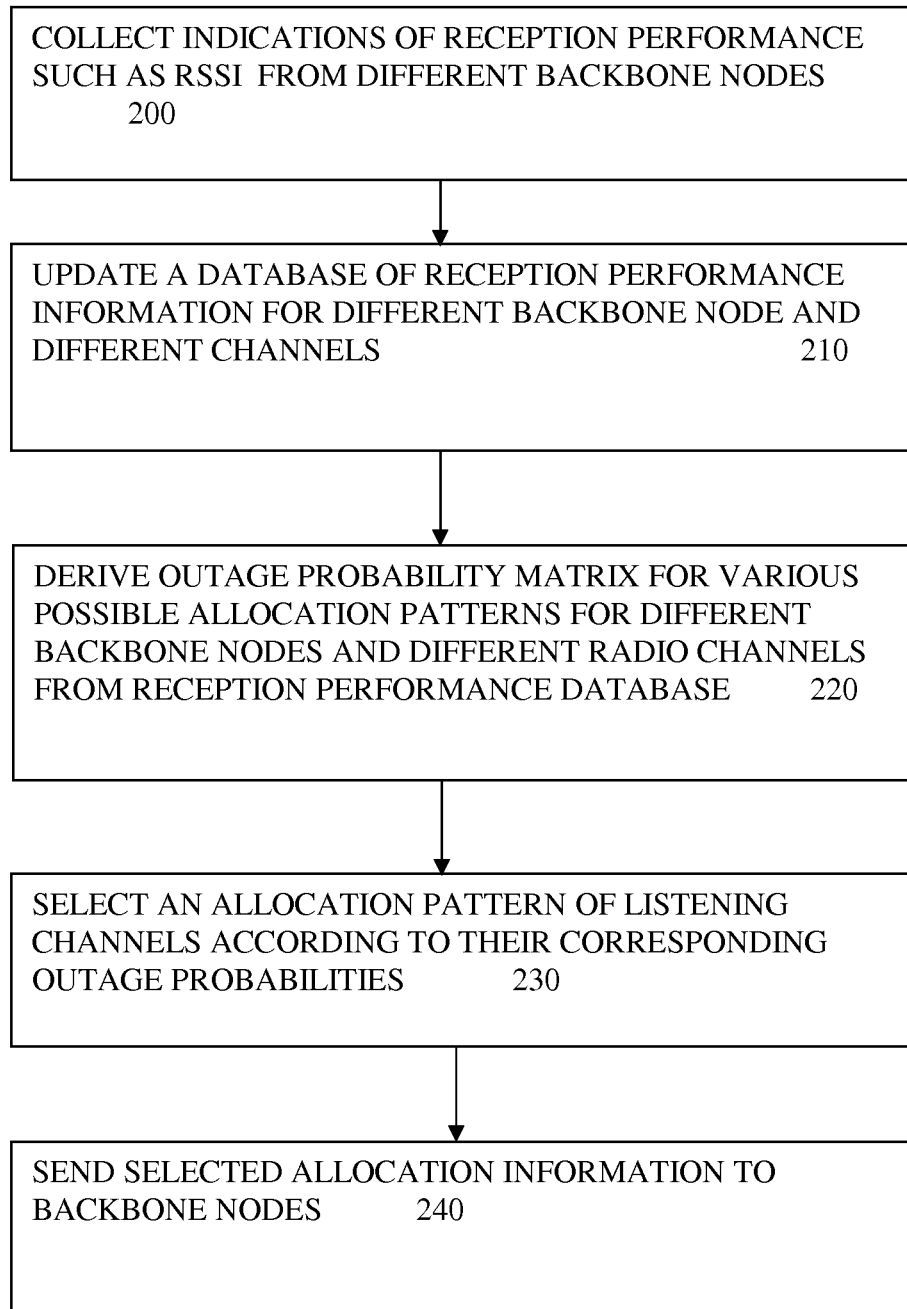 COLLECT INDICATIONS OF RECEPTION PERFORMANCE
SUCH AS RSSI FROM DIFFERENT BACKBONE NODES
200
UPDATE A DATABASE OF RECEPTION PERFORMANCE
INFORMATION FOR DIFFERENT BACKBONE NODE AND
DIFFERENT CHANNELS 210
DERIVE OUTAGE PROBABILITY MATRIX FOR VARIOUS
POSSIBLE ALLOCATION PATTERNS FOR DIFFERENT
BACKBONE NODES AND DIFFERENT RADIO CHANNELS
FROM RECEPTION PERFORMANCE DATABASE 220
SELECT AN ALLOCATION PATTERN OF LISTENING
CHANNELS ACCORDING TO THEIR CORRESPONDING
OUTAGE PROBABILITIES 230
SEND SELECTED ALLOCATION INFORMATION TO
BACKBONE NODES 240